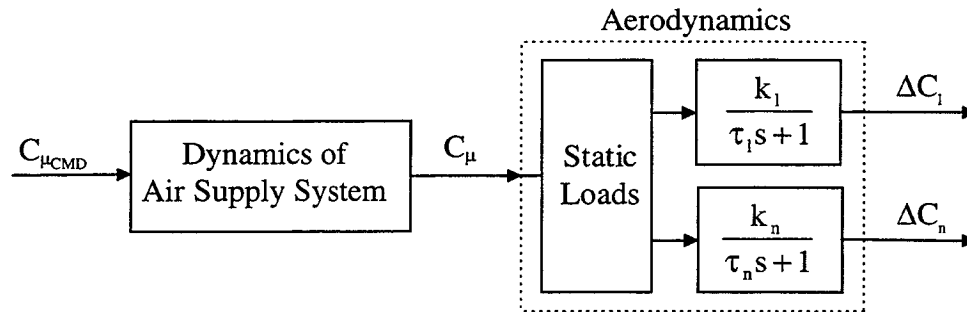 Aerodynamics
C_μCMD
Dynamics of
Air Supply System
C_μ
Static
Loads
k_l
τ_l s + 1
ΔC_l
k_n
τ_n s + 1
ΔC_n